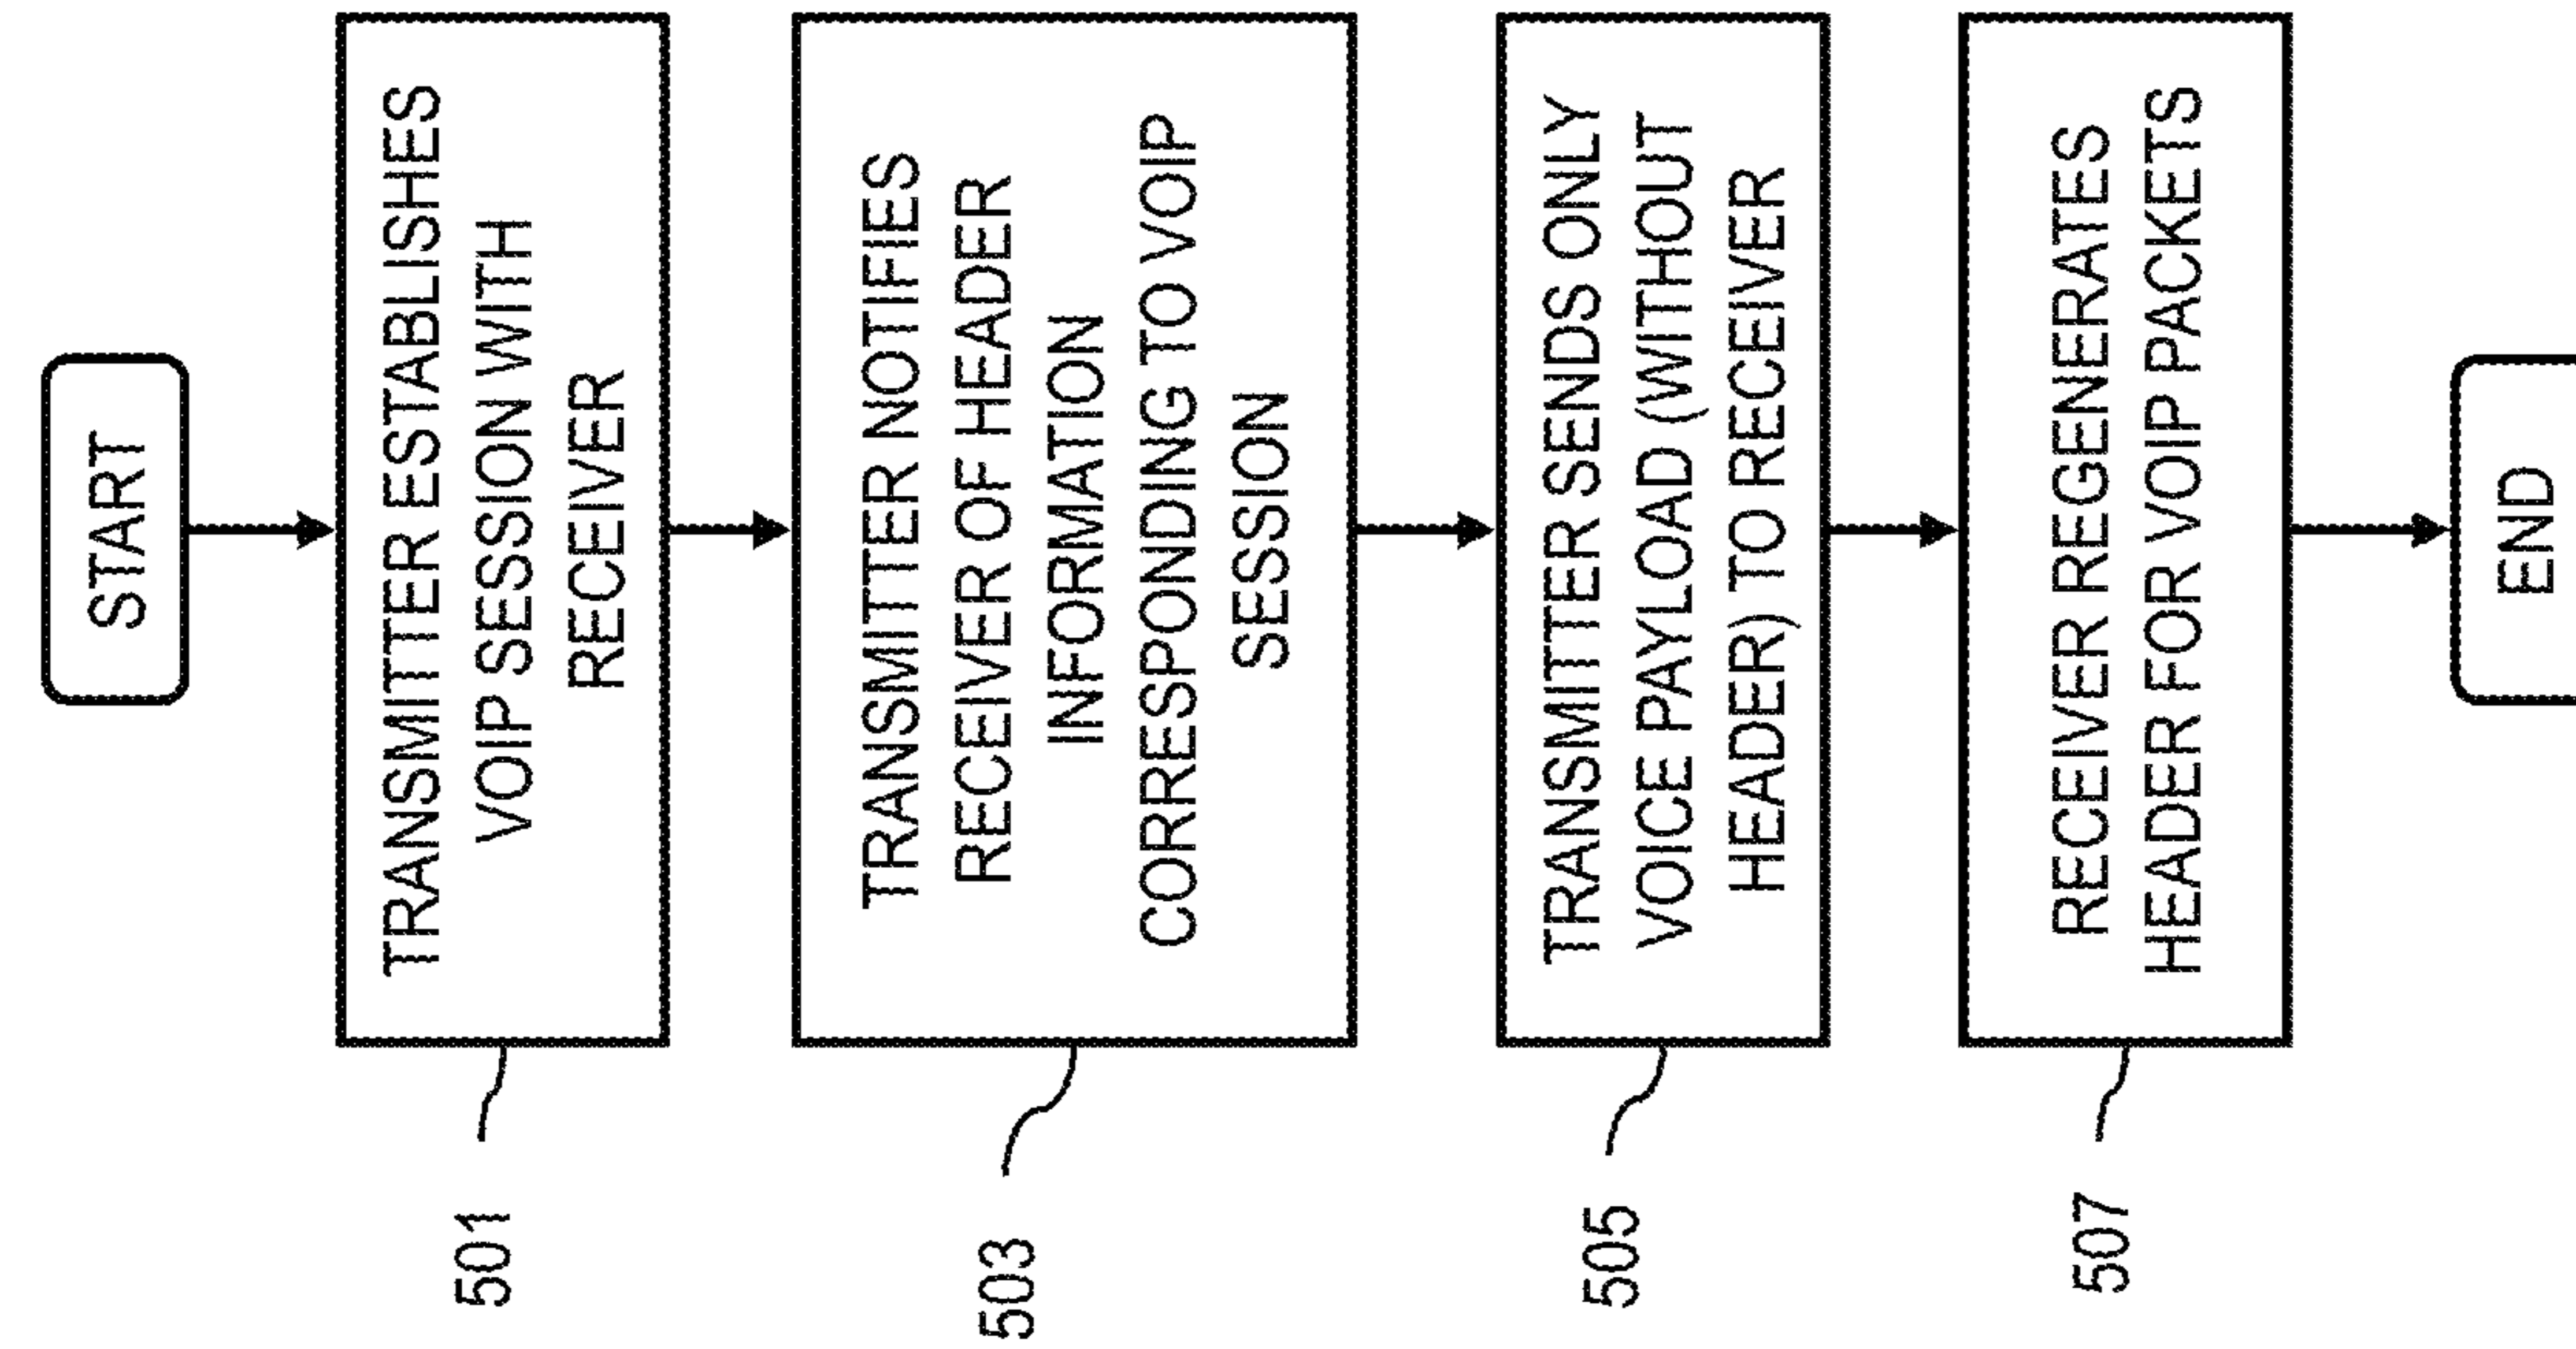 START
501
TRANSMITTER ESTABLISHES
VOIP SESSION WITH
RECEIVER
503
TRANSMITTER NOTIFIES
RECEIVER OF HEADER
INFORMATION
CORRESPONDING TO VOIP
SESSION
505
TRANSMITTER SENDS ONLY
VOICE PAYLOAD (WITHOUT
HEADER) TO RECEIVER
507
RECEIVER REGENERATES
HEADER FOR VOIP PACKETS
END